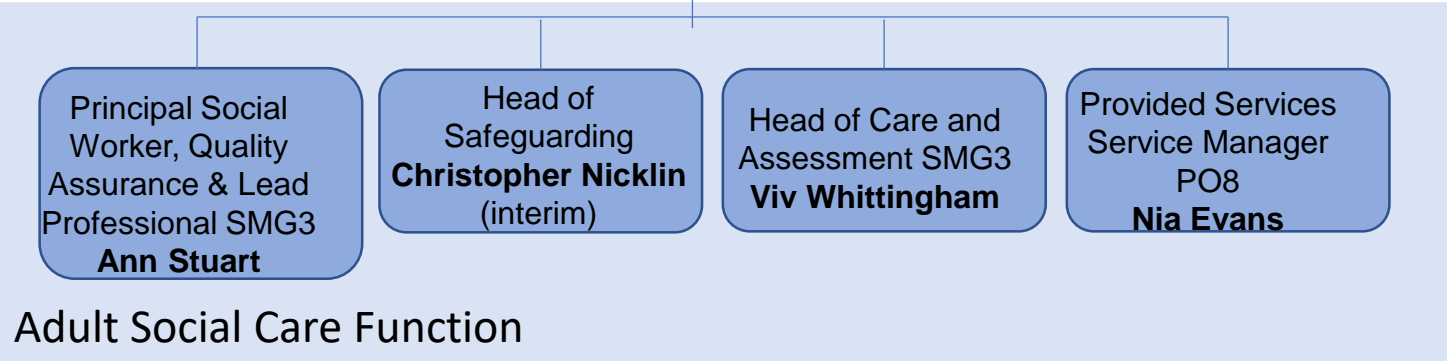 Principal Social
Worker, Quality
Assurance & Lead
Professional SMG3
Ann Stuart
Head of
Safeguarding
Christopher Nicklin
(interim)
Head of Care and
Assessment SMG3
Viv Whittingham
Provided Services
Service Manager
PO8
Nia Evans
Adult Social Care Function